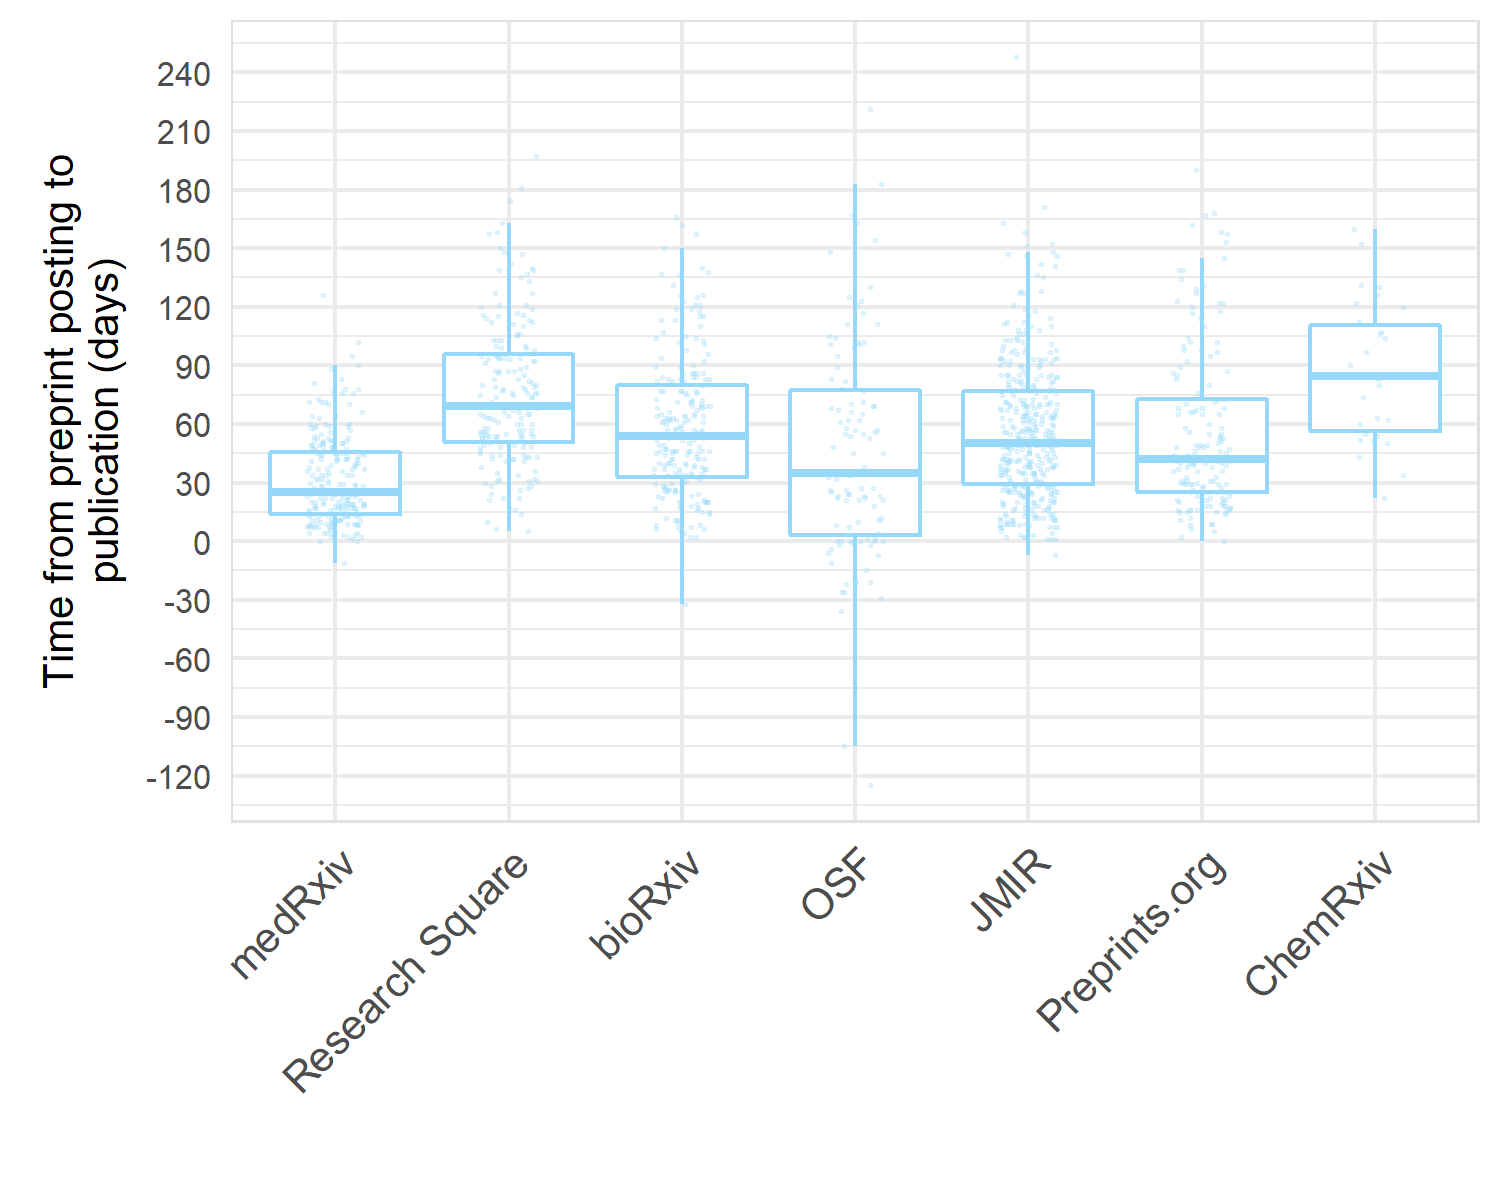 Time from preprint posting to
publication (days)
240
210
180
150
120
90
60
30
0
-30
-60
-90
-120
medRxiv
Research Square
bioRxiv
OSF
JMIR
Preprints.org
ChemRxiv